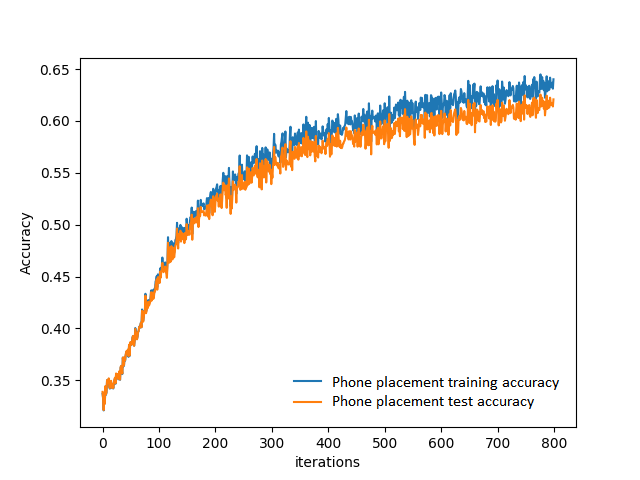 0.65
0.60
0.55
0.50
0.45
0.40
0.35
Accuracy
Phone placement training accuracy
Phone placement test accuracy
0 100 200 300 400 500 600 700 800
iterations